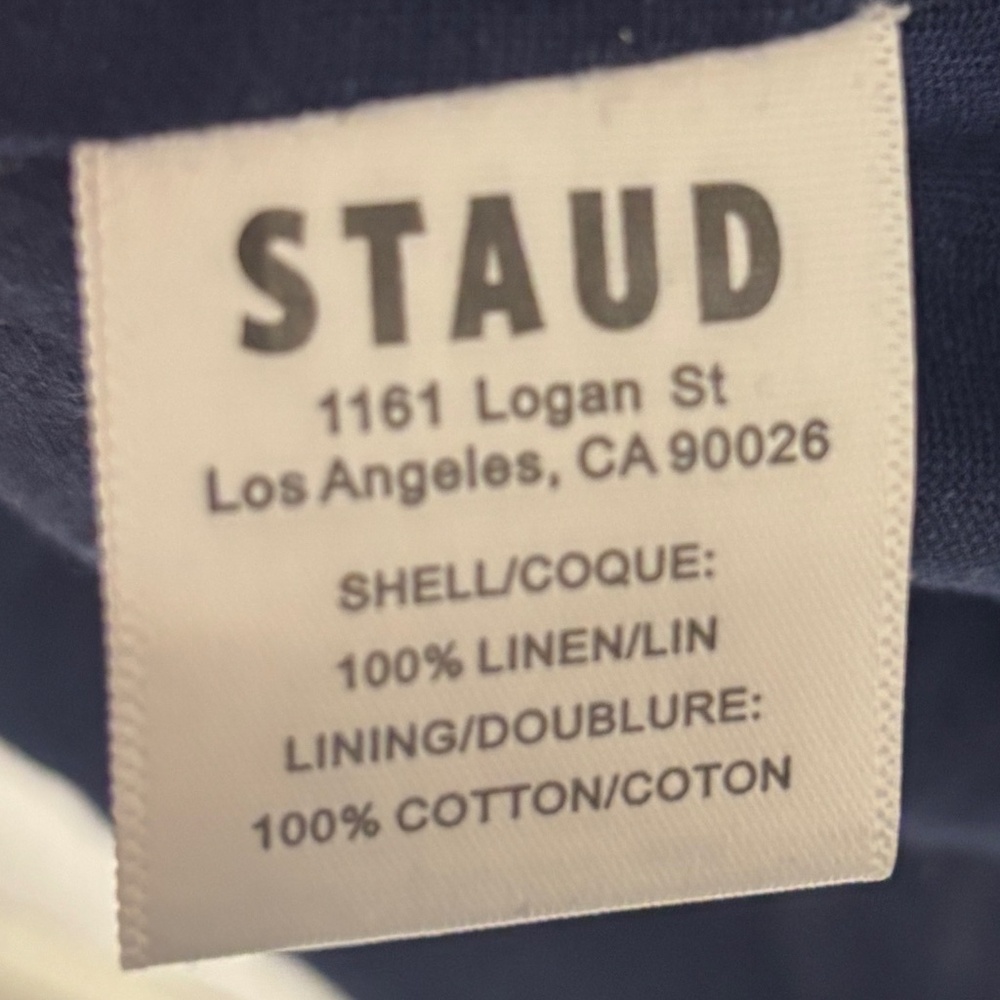 STAUD
1161 Logan St
Los Angeles, CA 90026
SHELL/COQUE:
100% LINEN/LIN
LINING/DOUBLURE:
100% COTTON/COTON